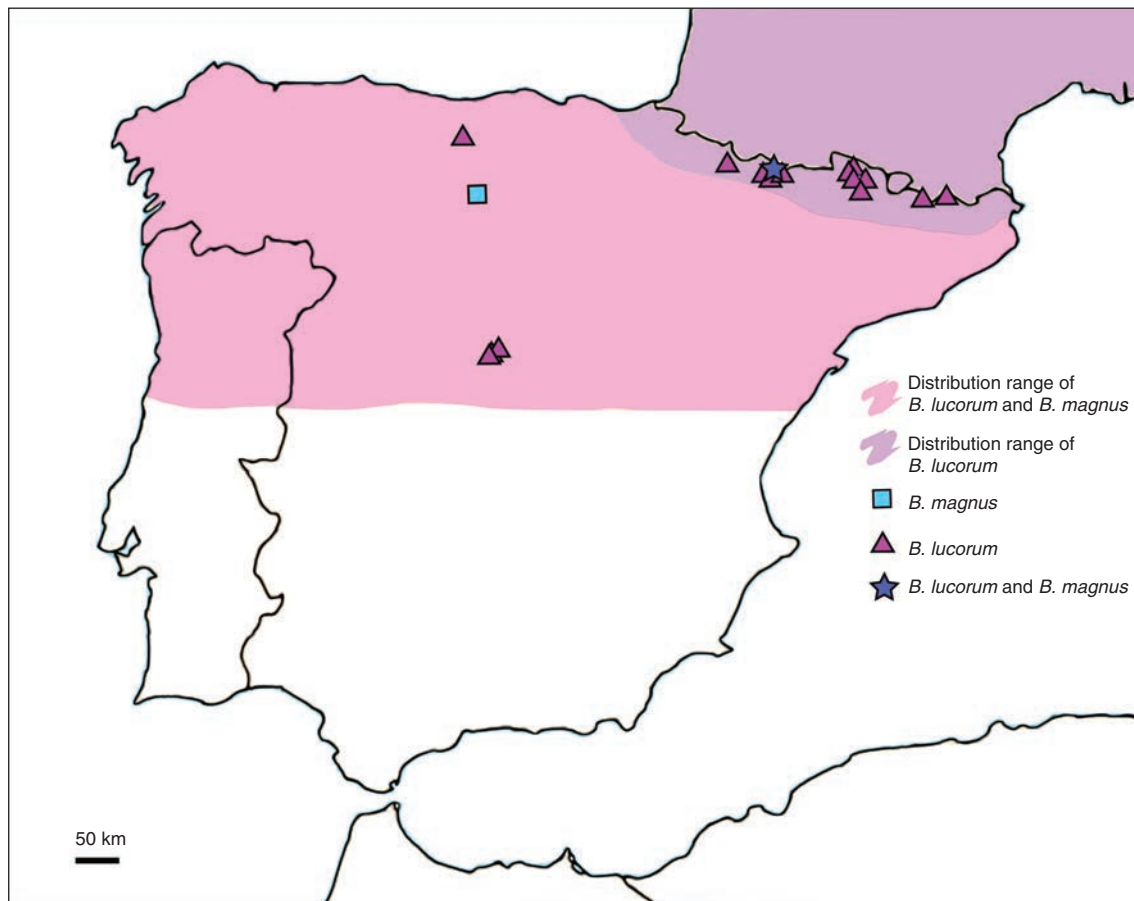 Distribution range of
B. lucorum and B. magnus
Distribution range of
B. lucorum
B. magnus
B. lucorum
B. lucorum and B. magnus
50 km